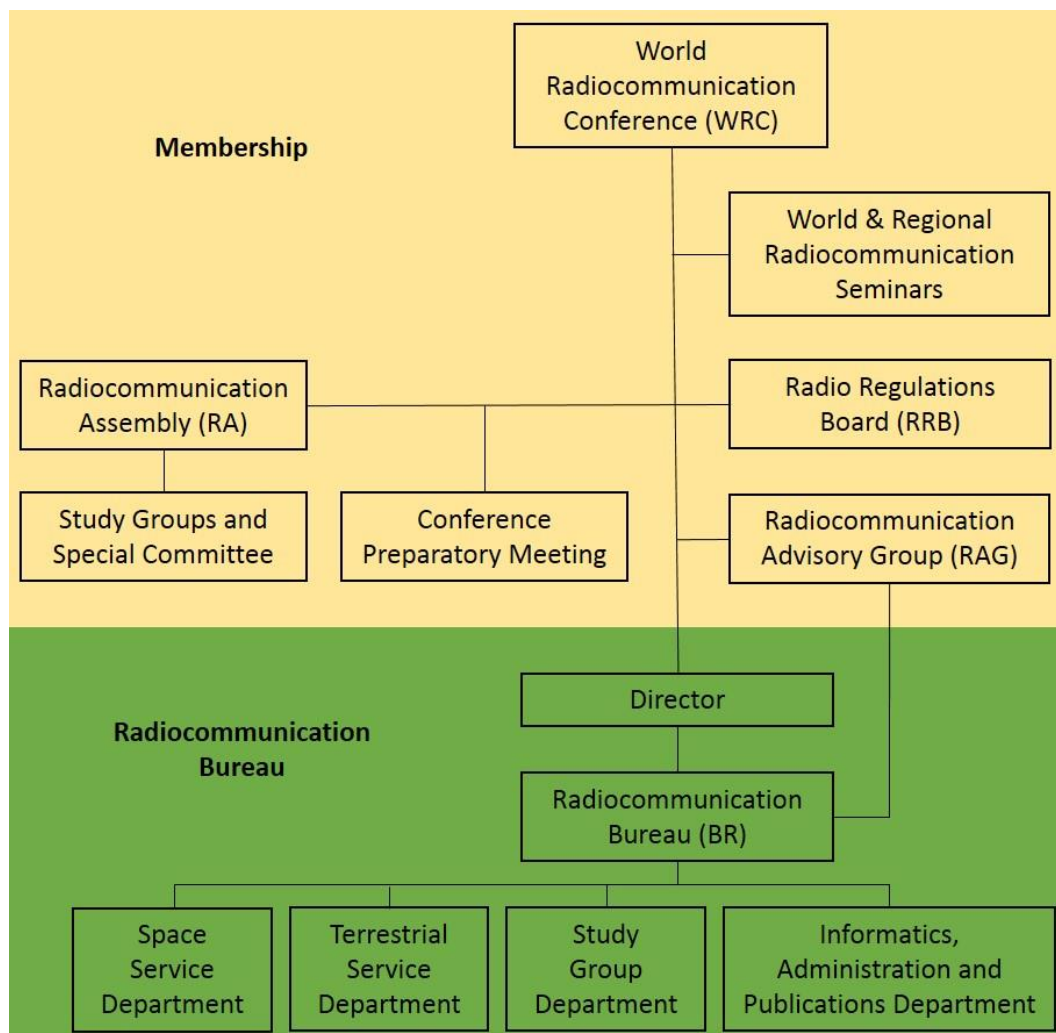 World
Radiocommunication
Conference (WRC)
Membership
World & Regional
Radiocommunication
Seminars
Radiocommunication
Assembly (RA)
Radio Regulations
Board (RRB)
Study Groups and
Special Committee
Conference
Preparatory Meeting
Radiocommunication
Advisory Group (RAG)
Director
Radiocommunication
Bureau
Radiocommunication
Bureau (BR)
Space
Service
Department
Terrestrial
Service
Department
Study
Group
Department
Informatics,
Administration and
Publications Department